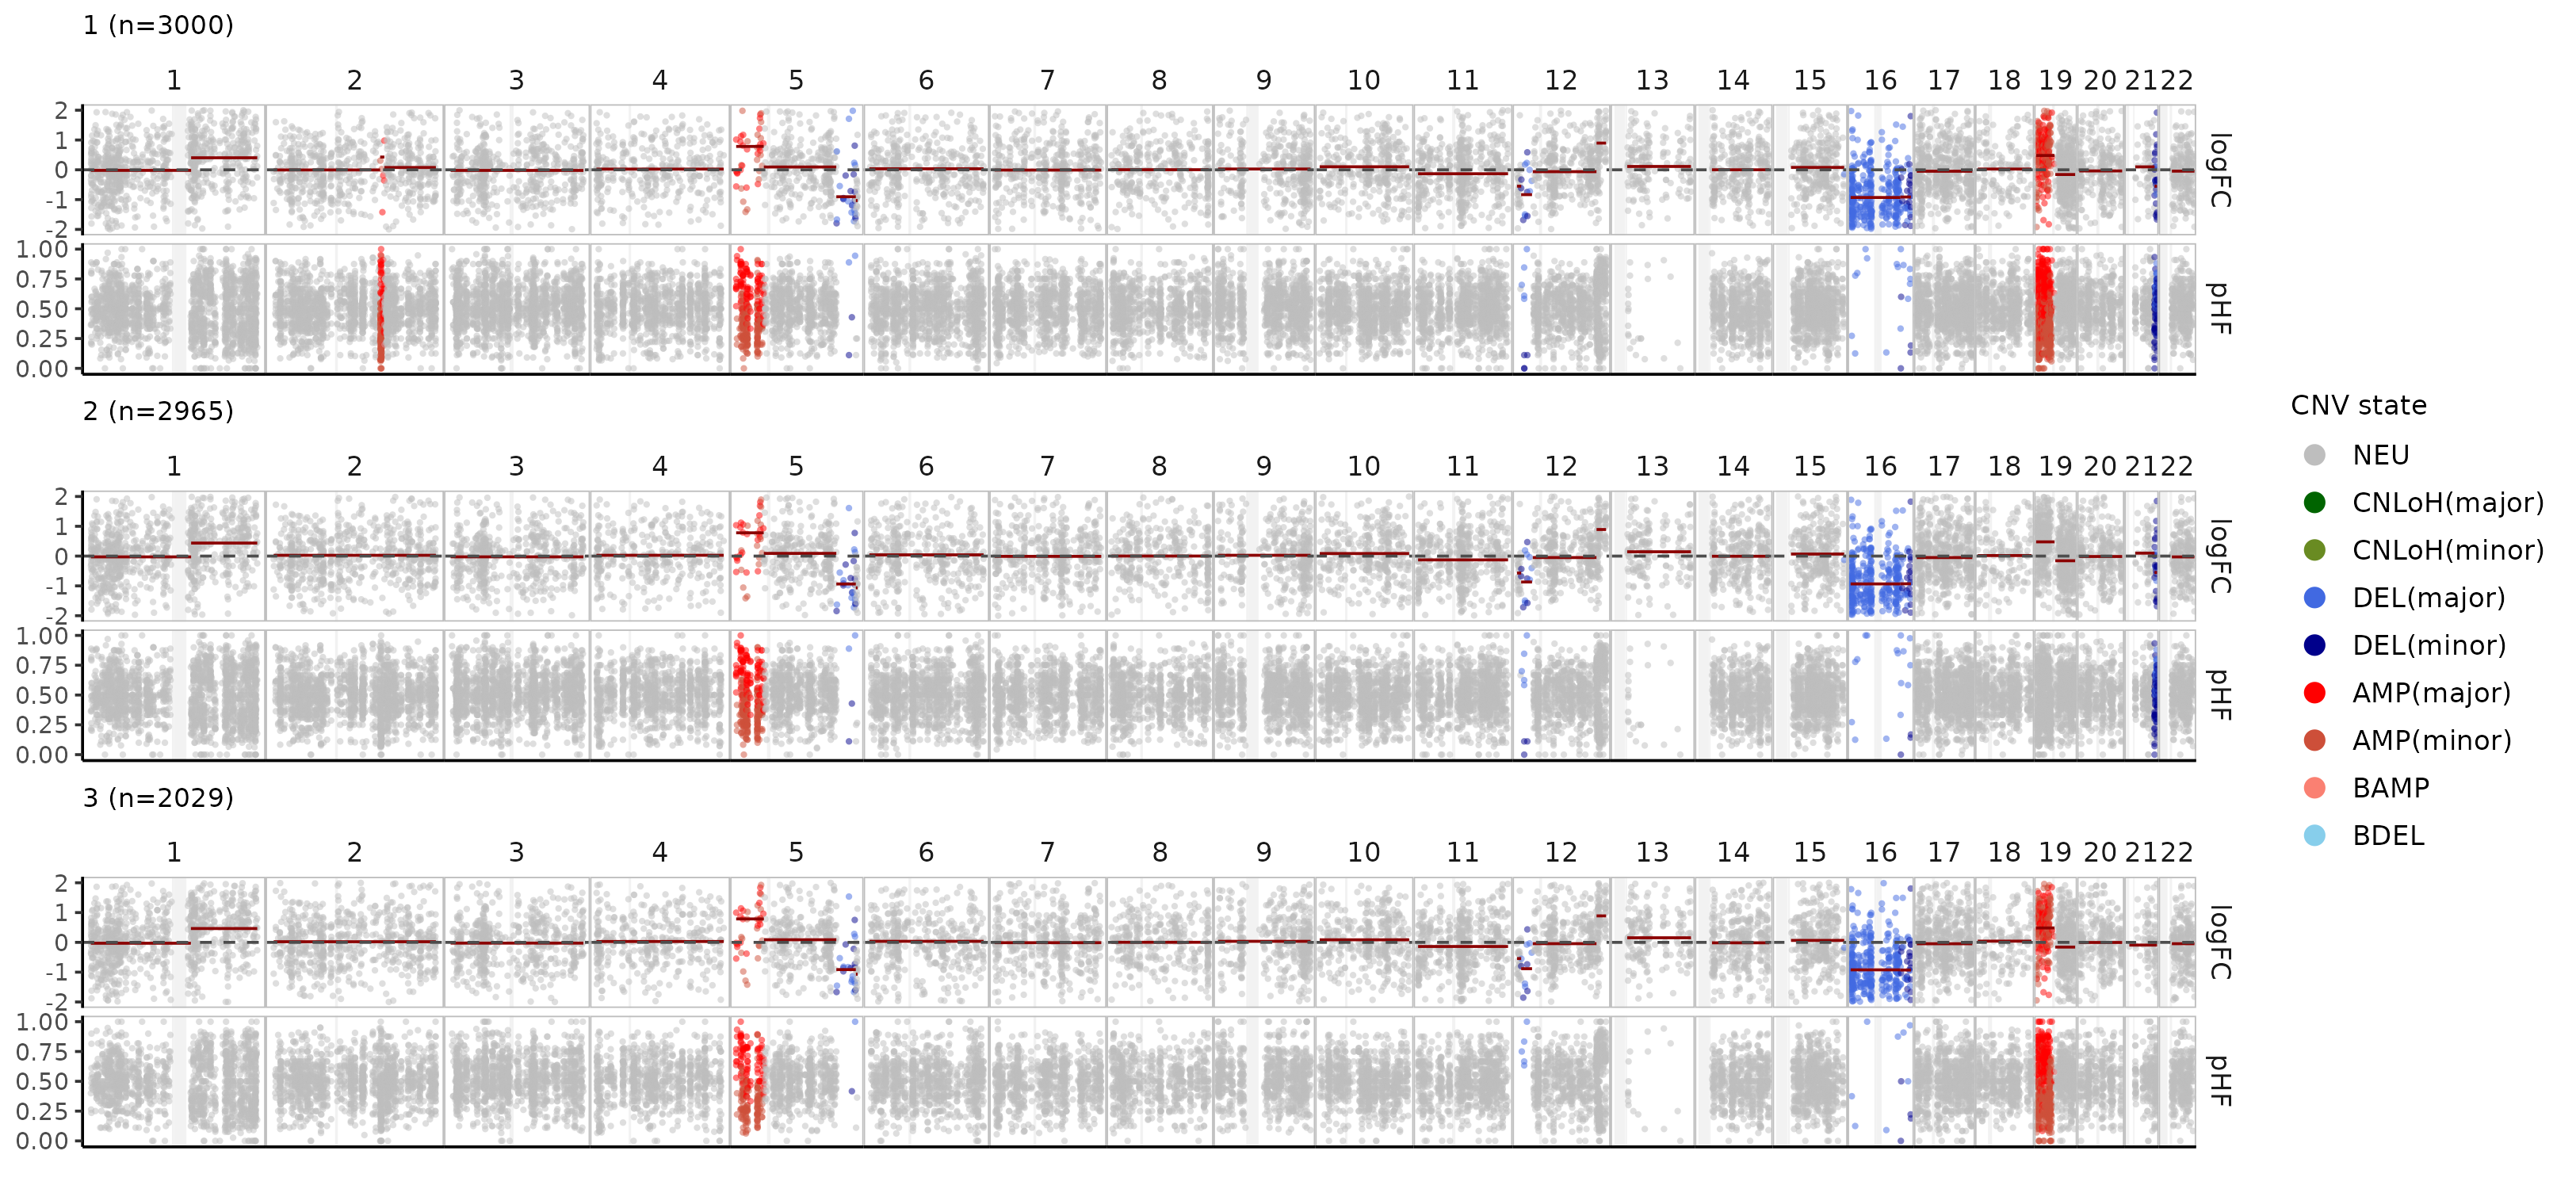 1 (n=3000)
1 2 3 4 5 6 7 8 9 10 11 12 13 14 15 16 17 18 19 20 21 22
2
1
0
-1
-2
logFC
1.00
0.75
0.50
0.25
0.00
pHF
2 (n=2965)
1 2 3 4 5 6 7 8 9 10 11 12 13 14 15 16 17 18 19 20 21 22
2
1
0
-1
-2
logFC
1.00
0.75
0.50
0.25
0.00
pHF
3 (n=2029)
1 2 3 4 5 6 7 8 9 10 11 12 13 14 15 16 17 18 19 20 21 22
2
1
0
-1
-2
logFC
1.00
0.75
0.50
0.25
0.00
pHF
CNV state
NEU
CNLoH(major)
CNLoH(minor)
DEL(major)
DEL(minor)
AMP(major)
AMP(minor)
BAMP
BDEL